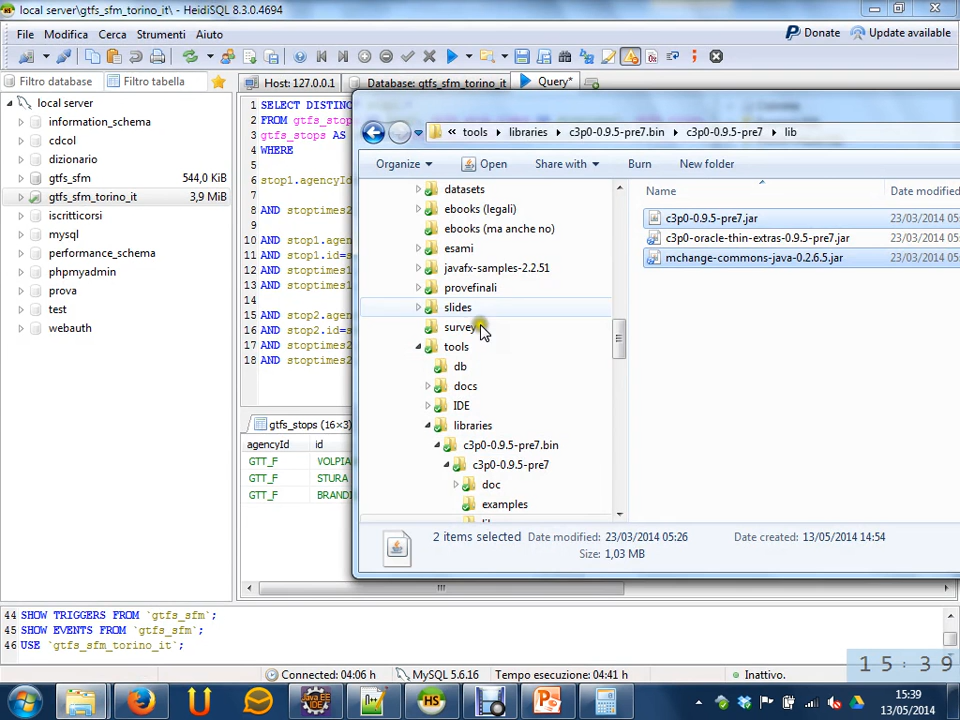 local server\gtfs_sfm_torino_it\ - HeidiSQL 8.3.0.4694
File Modifica Cerca Strumenti Aiuto
Donate Update available
Filtro database Filtro tabella Host: 127.0.0.1 Database: gtfs_sfm_torino_it Query*
local server
information_schema
cdcol
dizionario
gtfs_sfm 544,0 KiB
gtfs_sfm_torino_it 3,9 MiB
iscritticorsi
mysql
performance_schema
phpmyadmin
prova
test
webauth
1 SELECT DISTINC
2 FROM gtfs_stop
3 gtfs_stops AS
4 WHERE
5
6 stop1.agencyId
7
8 AND stoptimes2
9
10 AND stop1.agen
11 AND stop1.id=s
12 AND stoptimes1
13 AND stoptimes1
14
15 AND stop2.agen
16 AND stop2.id=s
17 AND stoptimes2
18 AND stoptimes2
gtfs_stops (16×3)
agencyId id
GTT_F VOLPIA
GTT_F STURA
GTT_F BRANDI
« tools libraries c3p0-0.9.5-pre7.bin c3p0-0.9.5-pre7 lib
Organize Open Share with Burn New folder
datasets
ebooks (legali)
ebooks (ma anche no)
esami
javafx-samples-2.2.51
provefinali
slides
survey
tools
db
docs
IDE
libraries
c3p0-0.9.5-pre7.bin
c3p0-0.9.5-pre7
doc
examples
Name Date modified
c3p0-0.9.5-pre7.jar 23/03/2014 05
c3p0-oracle-thin-extras-0.9.5-pre7.jar 23/03/2014 05
mchange-commons-java-0.2.6.5.jar 23/03/2014 05
2 items selected Date modified: 23/03/2014 05:26 Date created: 13/05/2014 14:54
Size: 1,03 MB
44 SHOW TRIGGERS FROM `gtfs_sfm`;
45 SHOW EVENTS FROM `gtfs_sfm`;
46 USE `gtfs_sfm_torino_it`;
Connected: 04:06 h MySQL 5.6.16 Tempo esecuzione: 04:41 h Inattivo.
15:39
15:39
13/05/2014